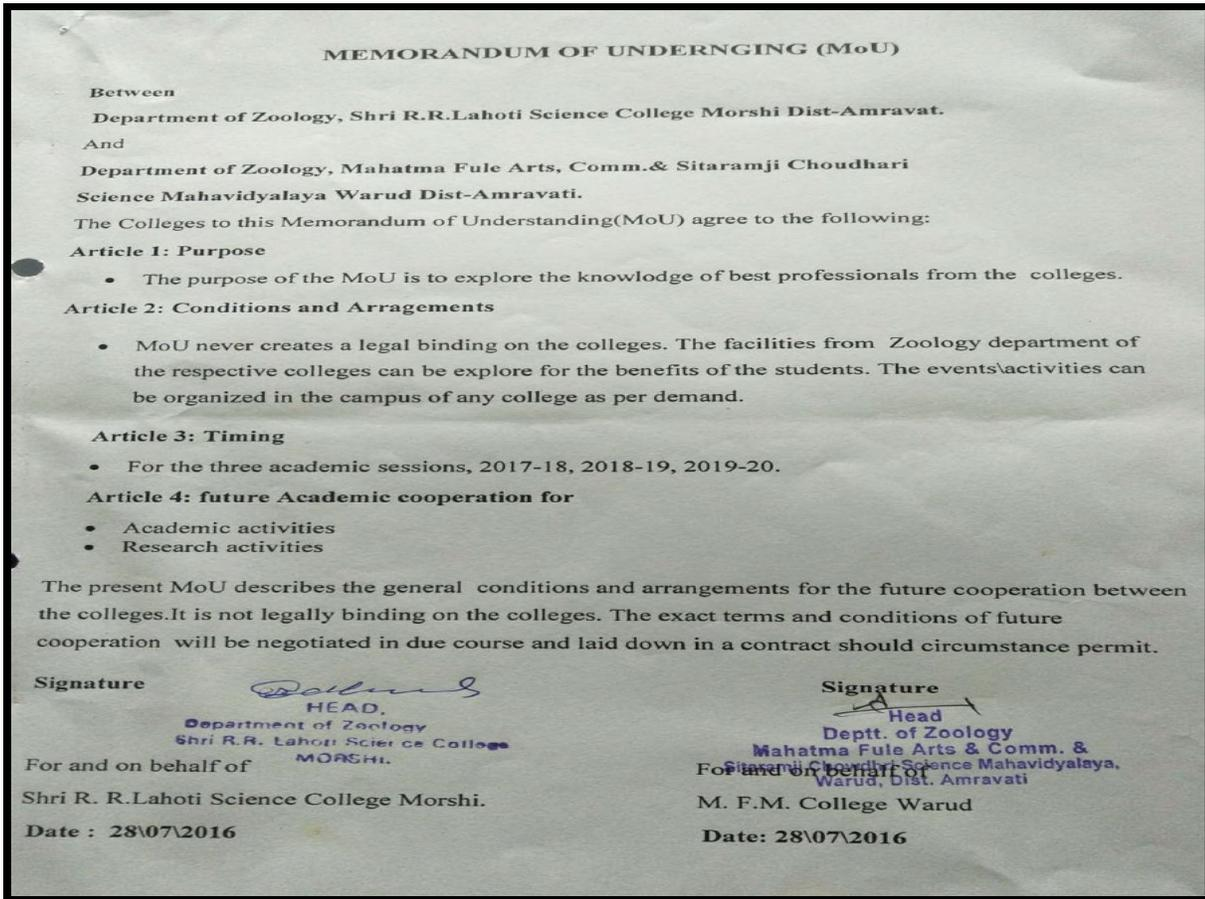 MEMORANDUM OF UNDERNGING (MoU)
Between
Department of Zoology, Shri R.R.Lahoti Science College Morshi Dist-Amravat.
And
Department of Zoology, Mahatma Fule Arts, Comm.& Sitaramji Choudhari
Science Mahavidyalaya Warud Dist-Amravati.
The Colleges to this Memorandum of Understanding(MoU) agree to the following:
Article 1: Purpose
• The purpose of the MoU is to explore the knowlodge of best professionals from the colleges.
Article 2: Conditions and Arragements
• MoU never creates a legal binding on the colleges. The facilities from Zoology department of
the respective colleges can be explore for the benefits of the students. The events\activities can
be organized in the campus of any college as per demand.
Article 3: Timing
• For the three academic sessions, 2017-18, 2018-19, 2019-20.
Article 4: future Academic cooperation for
• Academic activities
• Research activities
The present MoU describes the general conditions and arrangements for the future cooperation between
the colleges.It is not legally binding on the colleges. The exact terms and conditions of future
cooperation will be negotiated in due course and laid down in a contract should circumstance permit.
Signature
HEAD,
Department of Zoology
Shri R.R. Lahoti Science College
MORSHI.
For and on behalf of
Shri R. R.Lahoti Science College Morshi.
Date : 28\07\2016
Signature
Head
Deptt. of Zoology
Mahatma Fule Arts & Comm. &
Sitaramji Chowdhri Science Mahavidyalaya,
Warud, Dist. Amravati
For and on behalf of
M. F.M. College Warud
Date: 28\07\2016